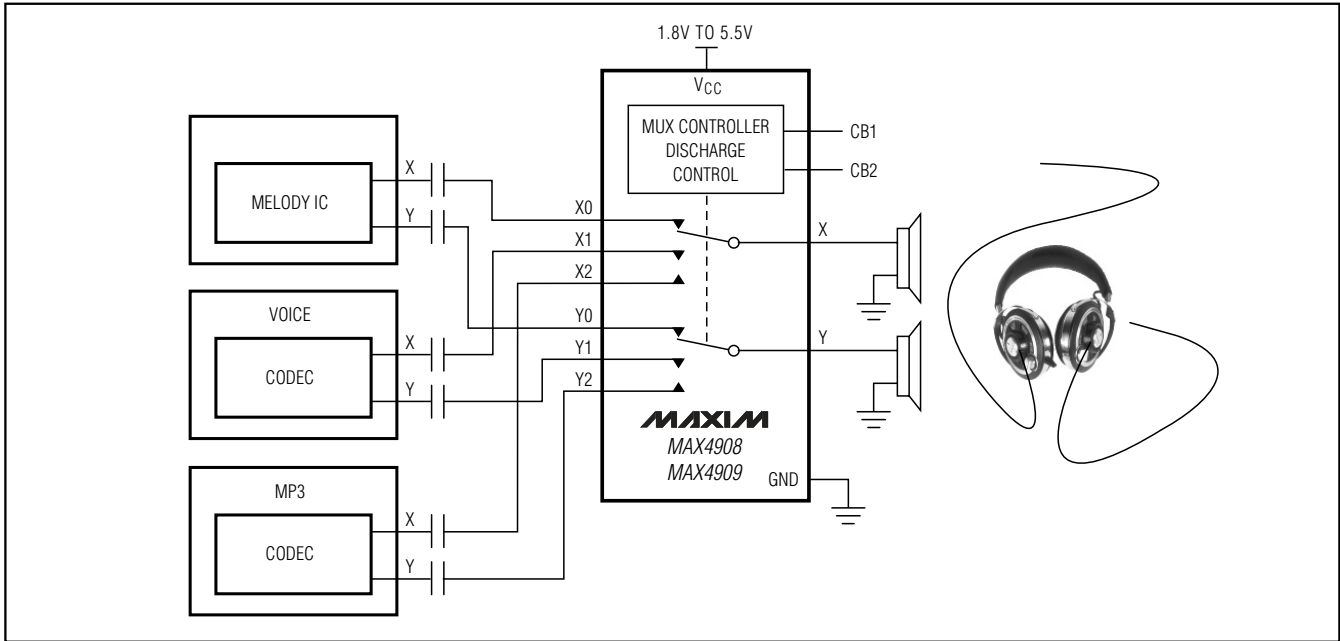 1.8V TO 5.5V
VCC
MUX CONTROLLER
DISCHARGE
CONTROL
CB1
CB2
MELODY IC
X
Y
X0
X1
X2
X
VOICE
CODEC
X
Y
Y0
Y1
Y2
Y
MAXIM
MAX4908
MAX4909
GND
MP3
CODEC
X
Y